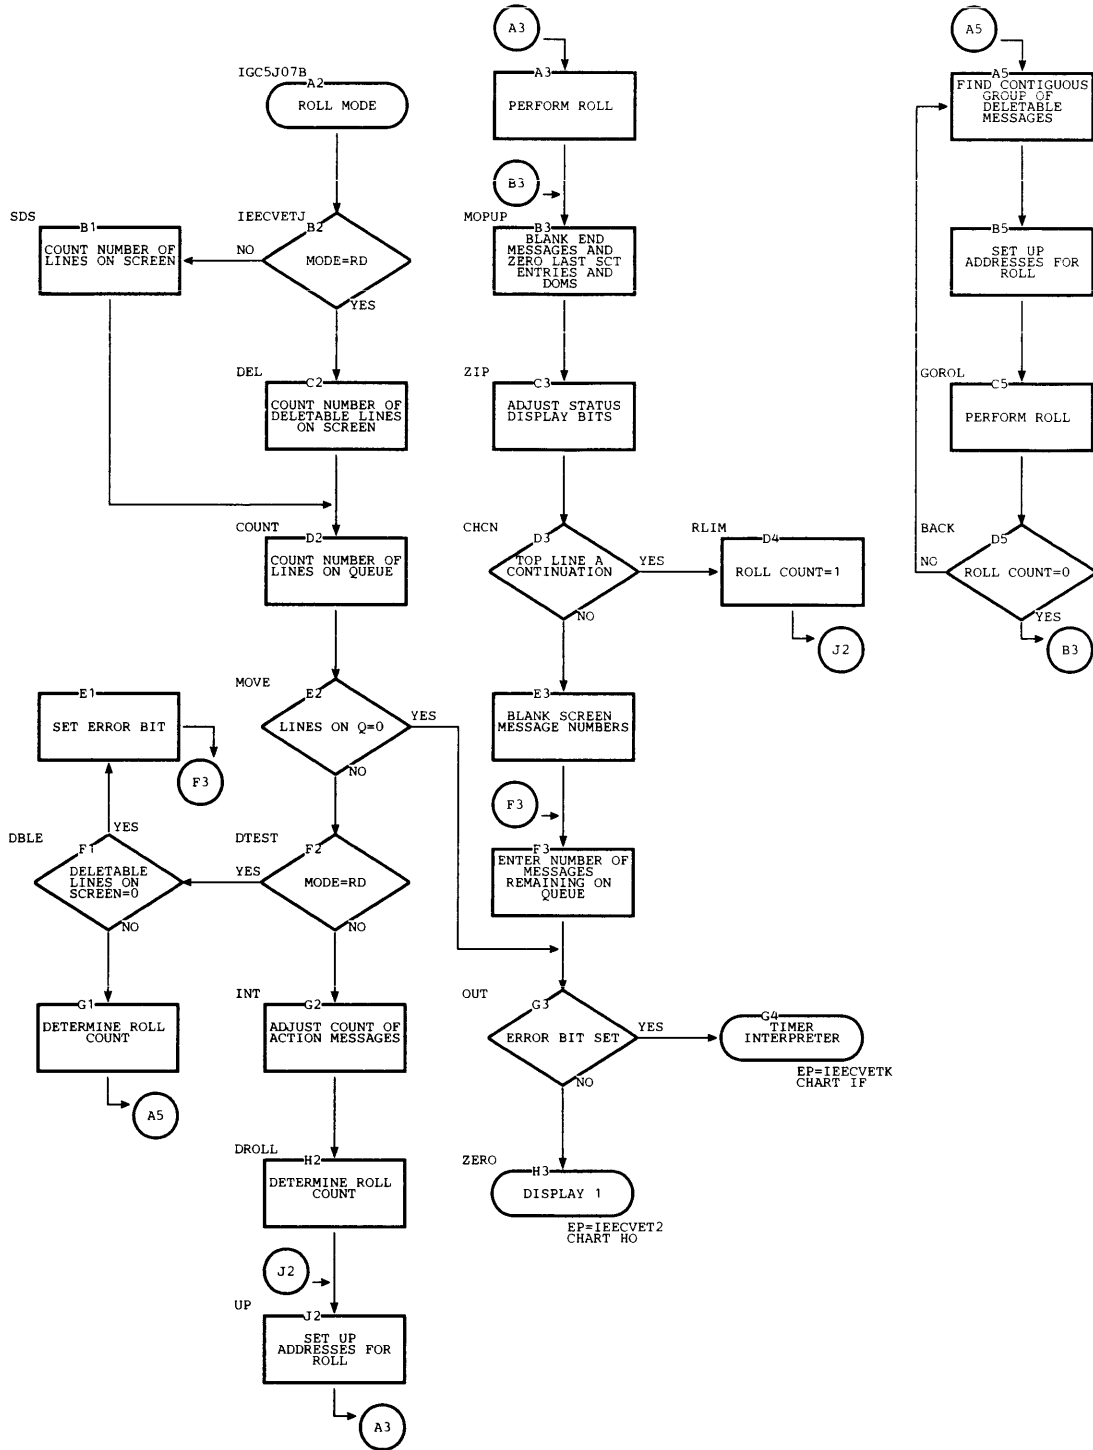 IGC5J07B
A2
ROLL MODE
IEECVETJ
B2
MODE=RD
NO
YES
SDS
B1
COUNT NUMBER OF
LINES ON SCREEN
DEL
C2
COUNT NUMBER OF
DELETABLE LINES
ON SCREEN
COUNT
D2
COUNT NUMBER OF
LINES ON QUEUE
MOVE
E2
LINES ON Q=0
YES
NO
E1
SET ERROR BIT
F3
DBLE
YES
F1
DELETABLE
LINES ON
SCREEN=0
NO
DTEST
F2
YES
MODE=RD
NO
G1
DETERMINE ROLL
COUNT
A5
INT
G2
ADJUST COUNT OF
ACTION MESSAGES
DROLL
H2
DETERMINE ROLL
COUNT
J2
UP
J2
SET UP
ADDRESSES FOR
ROLL
A3
A3
A3
PERFORM ROLL
B3
MOPUP
B3
BLANK END
MESSAGES AND
ZERO LAST SCT
ENTRIES AND
DOMS
ZIP
C3
ADJUST STATUS
DISPLAY BITS
CHCN
D3
TOP LINE A
CONTINUATION
YES
NO
RLIM
D4
ROLL COUNT=1
J2
E3
BLANK SCREEN
MESSAGE NUMBERS
F3
F3
ENTER NUMBER OF
MESSAGES
REMAINING ON
QUEUE
OUT
G3
ERROR BIT SET
YES
NO
G4
TIMER
INTERPRETER
EP=IEECVETK
CHART IF
ZERO
H3
DISPLAY 1
EP=IEECVET2
CHART HO
A5
A5
FIND CONTIGUOUS
GROUP OF
DELETABLE
MESSAGES
B5
SET UP
ADDRESSES FOR
ROLL
GOROL
C5
PERFORM ROLL
BACK
D5
NO
ROLL COUNT=0
YES
B3